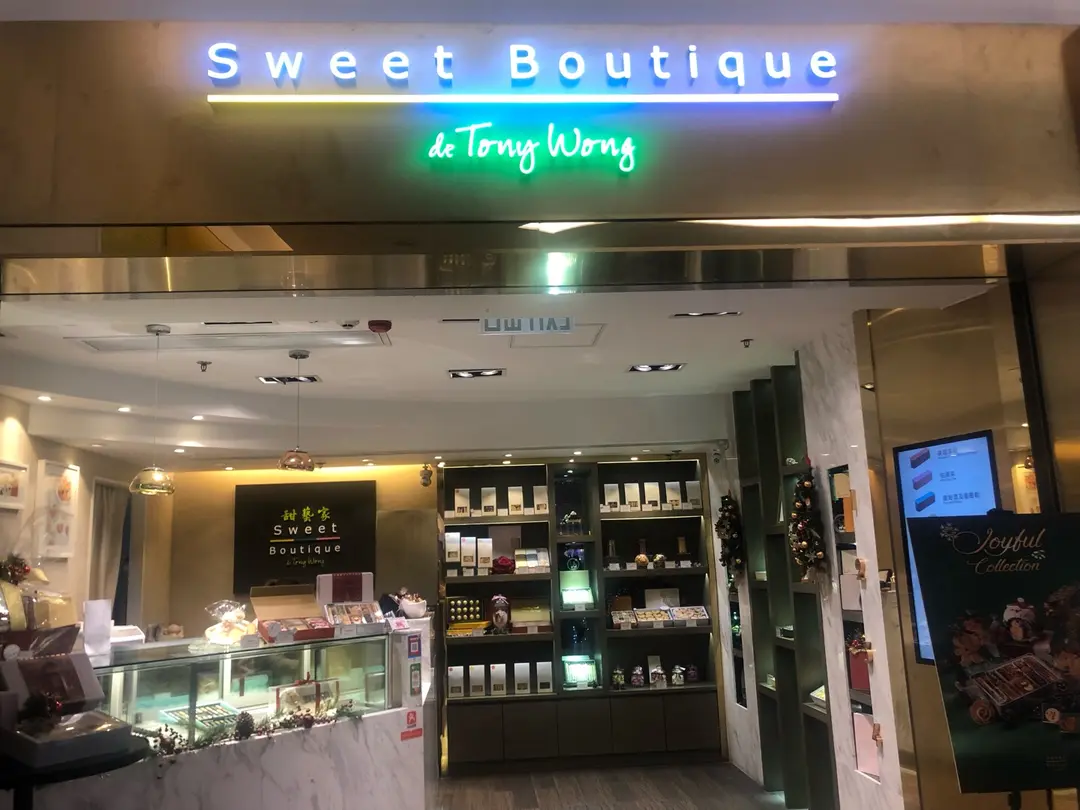 Sweet Boutique
de Tony Wong
甜藝家
Sweet
Boutique
de Tony Wong
Joyful
Collection